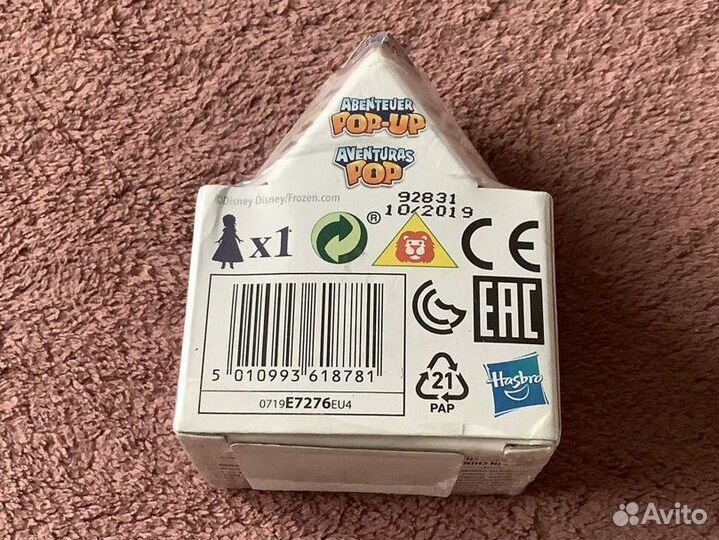 ABENTEUER
POP-UP
AVENTURAS
POP
©Disney Disney/Frozen.com
92831
10/2019
x1
®
CE
EAC
5 010993 618781
0719E7276EU4
21
PAP
Hasbro
Avito